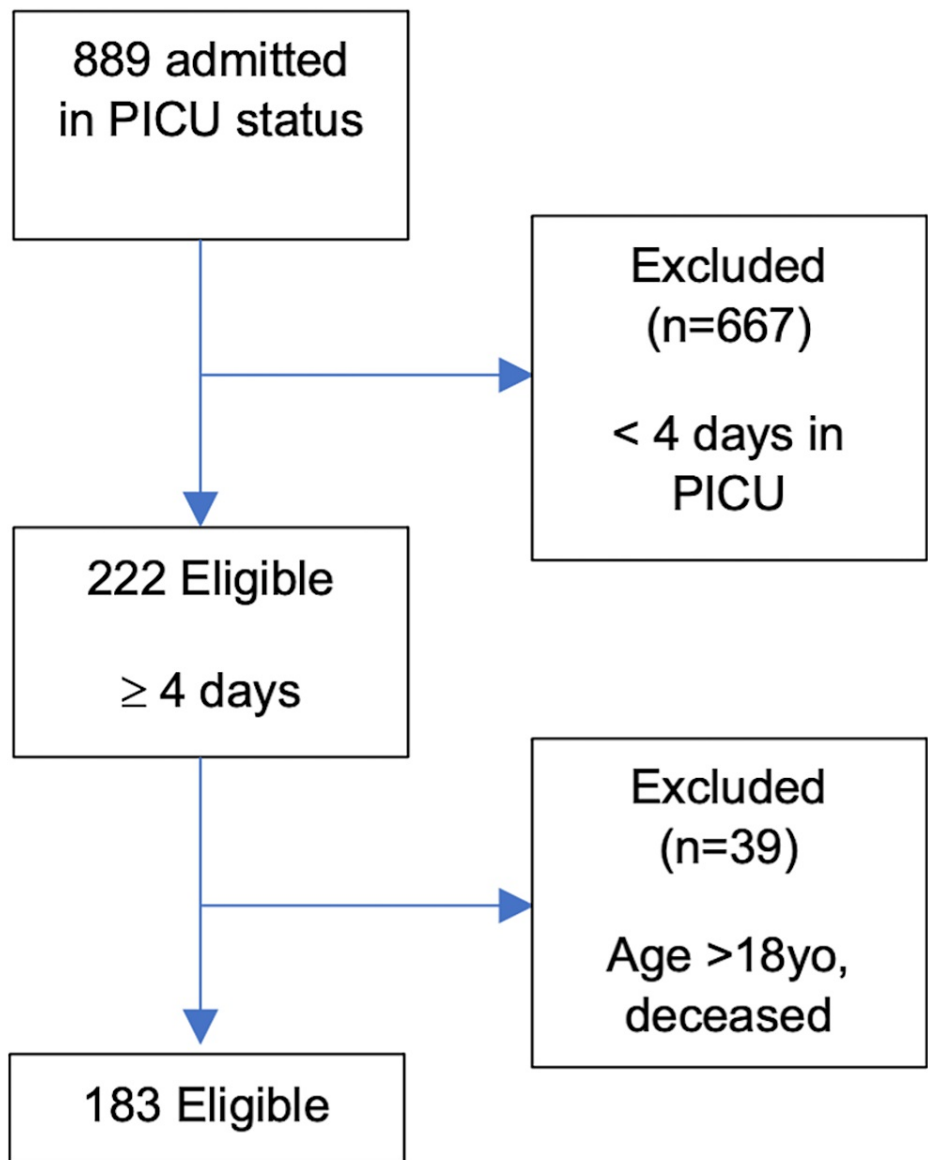 889 admitted
in PICU status
Excluded
(n=667)
< 4 days in
PICU
222 Eligible
≥ 4 days
Excluded
(n=39)
Age >18yo,
deceased
183 Eligible